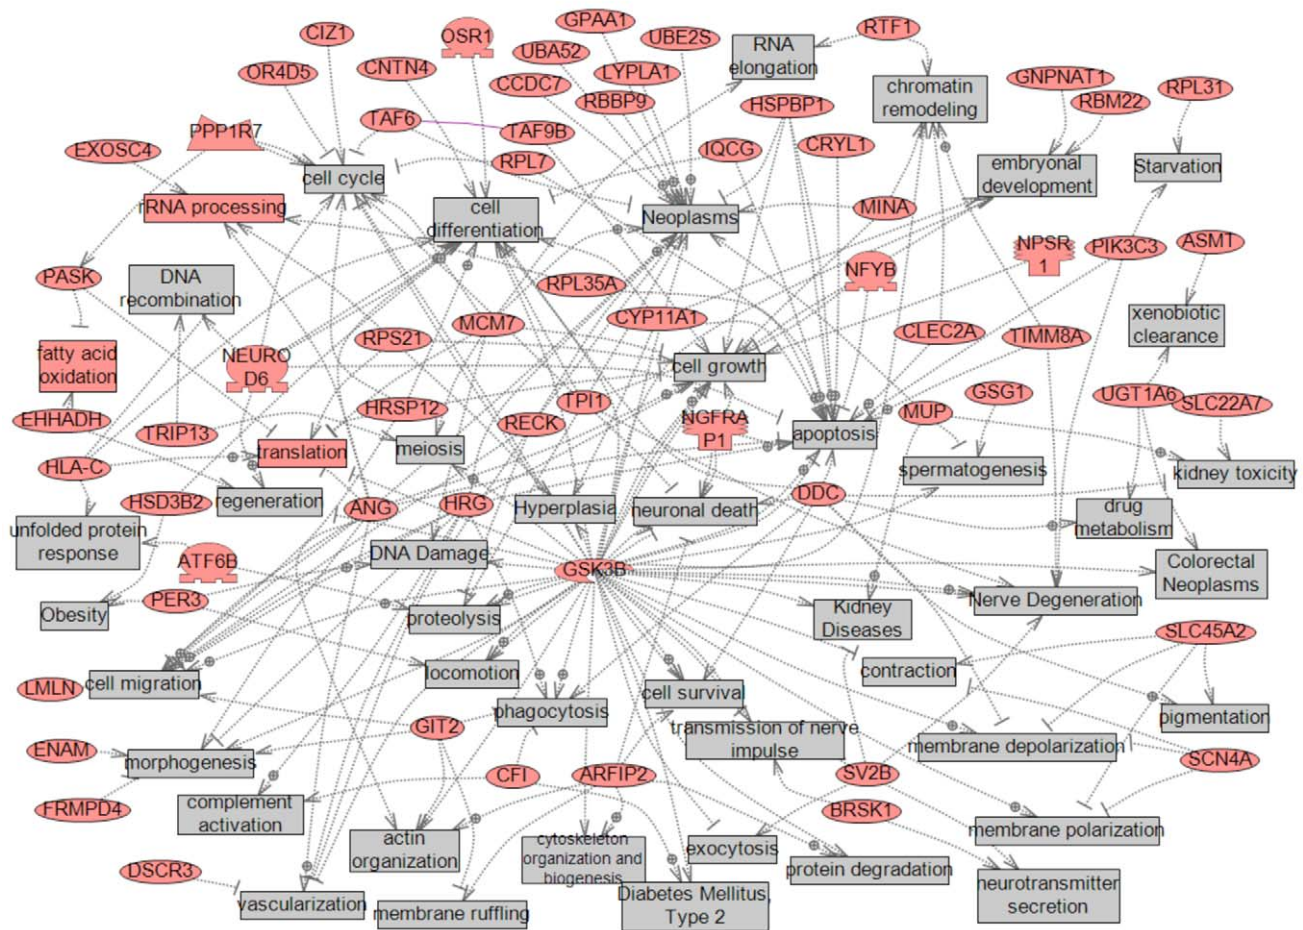 CIZ1
GPAA1
OSR1
UBE2S
RTF1
UBA52
RNA
elongation
OR4D5
CNTN4
LYPLA1
CCDC7
GNPNAT1
chromatin
remodeling
RBBP9
HSPBP1
RBM22
RPL31
TAF6
PPP1R7
TAF9B
EXOSC4
IQCG
CRYL1
RPL7
cell cycle
embryonal
development
Starvation
rRNA processing
cell
differentiation
Neoplasms
MINA
NPSR
1
PIK3C3
ASMT
PASK
DNA
recombination
RPL35A
NFYB
CYP11A1
xenobiotic
clearance
MCM7
CLEC2A
TIMM8A
RPS21
fatty acid
oxidation
NEURO
D6
cell growth
GSG1
UGT1A6
SLC22A7
TPI1
HRSP12
MUP
EHHADH
RECK
NGFRA
P1
TRIP13
apoptosis
translation
meiosis
HLA-C
spermatogenesis
kidney toxicity
regeneration
HSD3B2
ANG
HRG
Hyperplasia
neuronal death
DDC
drug
metabolism
unfolded protein
response
DNA Damage
ATF6B
GSK3B
Colorectal
Neoplasms
PER3
Nerve Degeneration
Obesity
proteolysis
Kidney
Diseases
SLC45A2
locomotion
contraction
LMLN
cell migration
cell survival
phagocytosis
pigmentation
GIT2
transmission of nerve
impulse
membrane depolarization
ENAM
morphogenesis
SCN4A
CFI
ARFIP2
SV2B
FRMPD4
complement
activation
BRSK1
membrane polarization
actin
organization
cytoskeleton
organization and
biogenesis
exocytosis
protein degradation
DSCR3
neurotransmitter
secretion
Diabetes Mellitus,
Type 2
vascularization
membrane ruffling